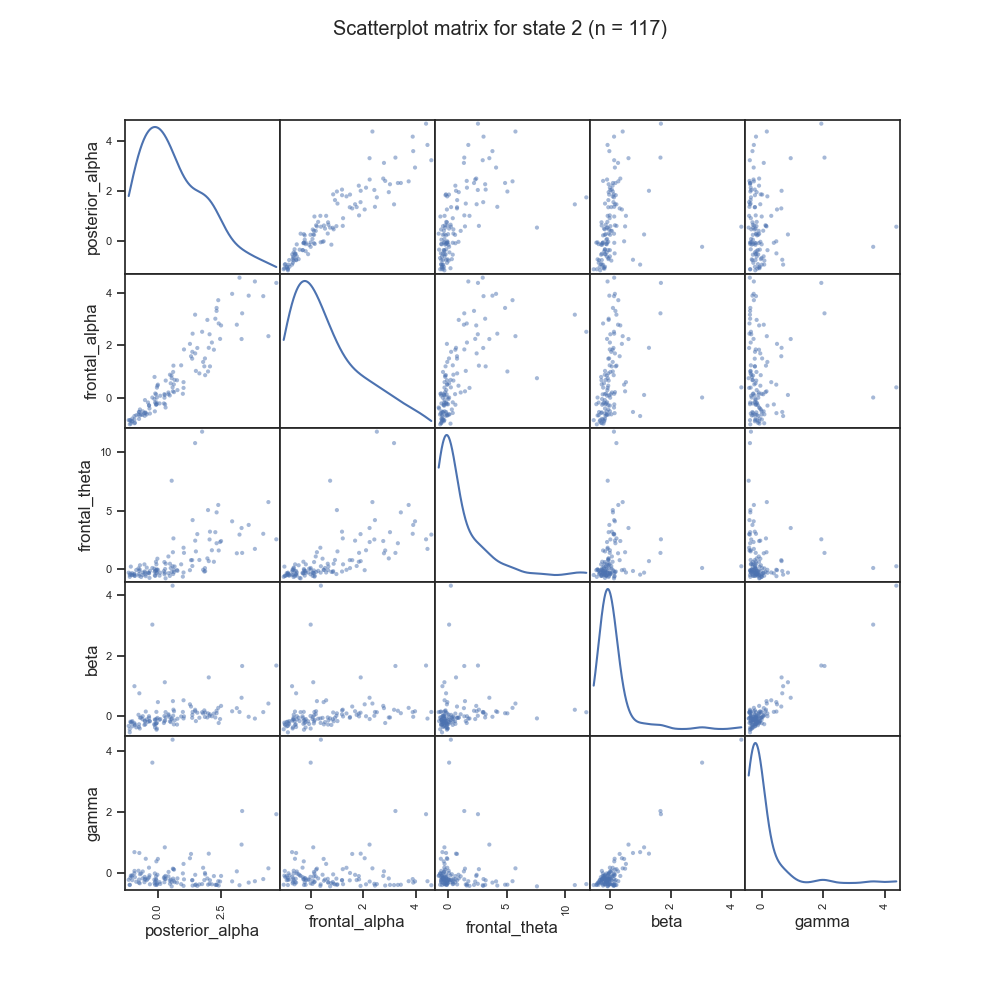 Scatterplot matrix for state 2 (n = 117)
posterior_alpha
4
2
0
frontal_alpha
4
2
0
frontal_theta
10
5
0
beta
4
2
0
gamma
4
2
0
0.0 2.5 0 2 4 0 5 10 0 2 4 0 2 4
posterior_alpha frontal_alpha frontal_theta beta gamma